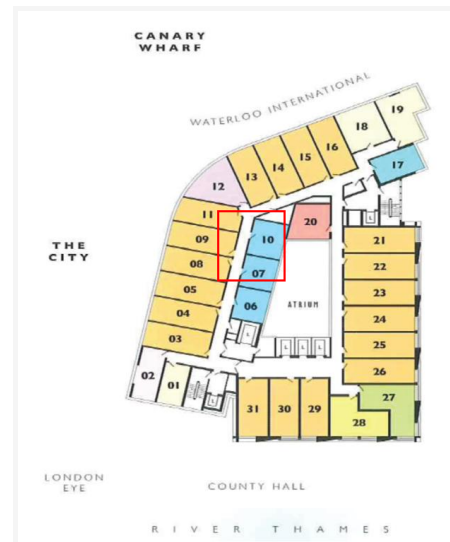 CANARY
WHARF
WATERLOO INTERNATIONAL
19
18
16
15
14
13
17
12
20
11
10
21
09
THE
CITY
22
08
07
23
05
06
ATRIUM
24
04
25
03
26
02
01
27
31
30
29
28
L
L
L
L
L
L
LONDON
EYE
COUNTY HALL
RIVER THAMES